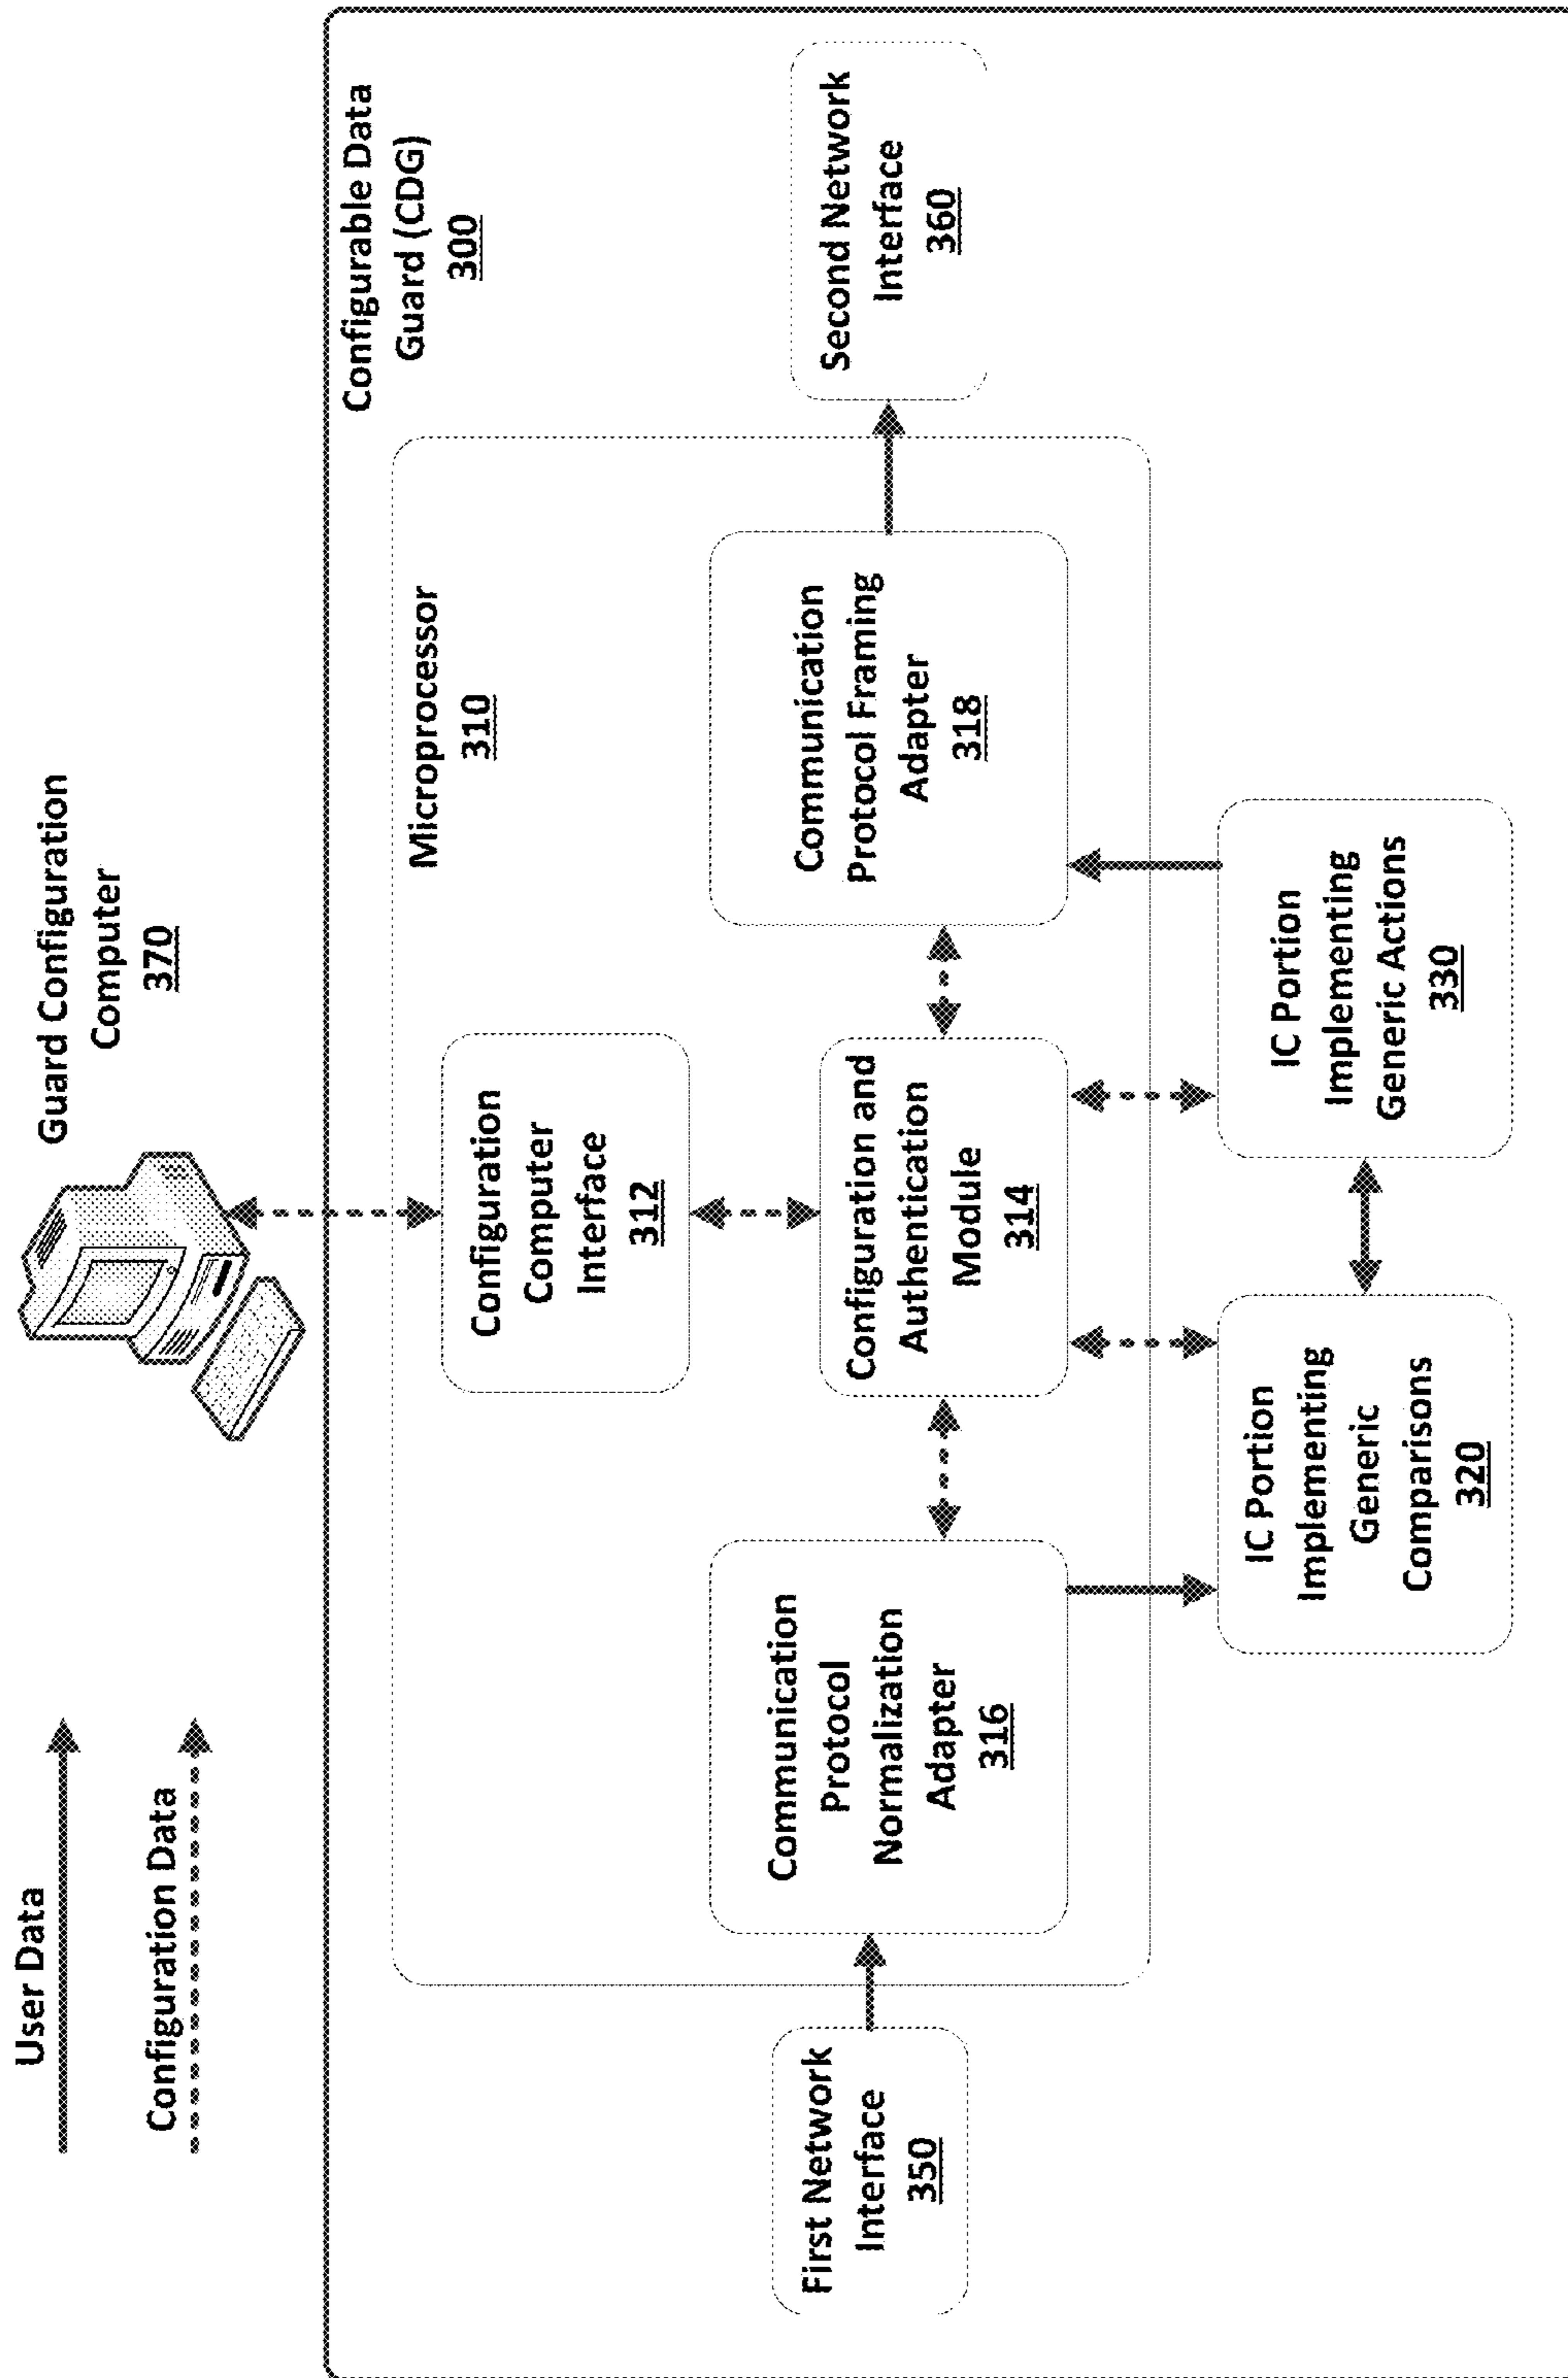 User Data
Configuration Data
Guard Configuration
Computer
370
Configurable Data
Guard (CDG)
300
Microprocessor
310
Configuration
Computer
Interface
312
First Network
Interface
350
Communication
Protocol
Normalization
Adapter
316
Configuration and
Authentication
Module
314
Communication
Protocol Framing
Adapter
318
Second Network
Interface
360
IC Portion
Implementing
Generic
Comparisons
320
IC Portion
Implementing
Generic Actions
330